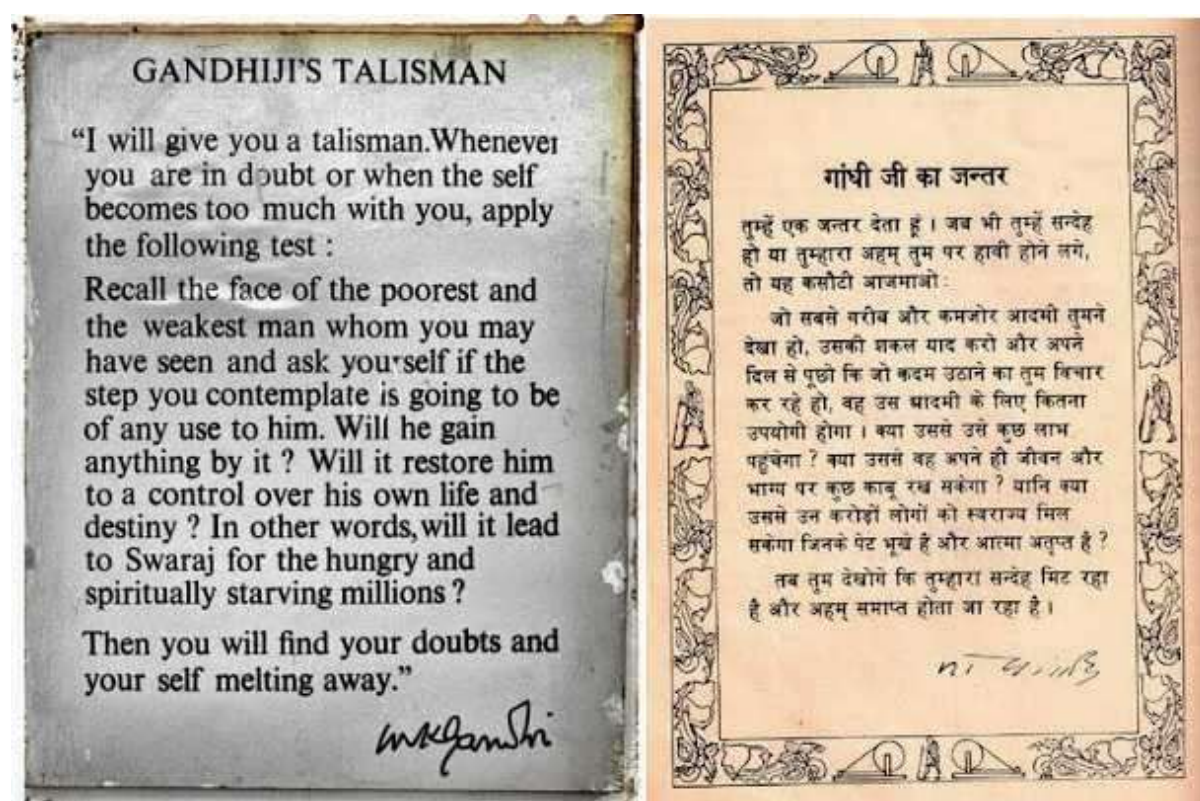 GANDHIJI'S TALISMAN
“I will give you a talisman.Whenever
you are in doubt or when the self
becomes too much with you, apply
the following test :
Recall the face of the poorest and
the weakest man whom you may
have seen and ask yourself if the
step you contemplate is going to be
of any use to him. Will he gain
anything by it ? Will it restore him
to a control over his own life and
destiny ? In other words, will it lead
to Swaraj for the hungry and
spiritually starving millions ?
Then you will find your doubts and
your self melting away.”
mkgandhi
गांधी जी का जन्तर
तुम्हें एक जन्तर देता हूं । जब भी तुम्हें सन्देह
हो या तुम्हारा अहम् तुम पर हावी होने लगे,
तो यह कसौटी आजमाओ :
जो सबसे गरीब और कमजोर आदमी तुमने
देखा हो, उसकी शकल याद करो और अपने
दिल से पूछो कि जो कदम उठाने का तुम विचार
कर रहे हो, वह उस आदमी के लिए कितना
उपयोगी होगा । क्या उससे उसे कुछ लाभ
पहुंचेगा ? क्या उससे वह अपने ही जीवन और
भाग्य पर कुछ काबू रख सकेगा ? यानि क्या
उससे उन करोड़ों लोगों को स्वराज्य मिल
सकेगा जिनके पेट भूखे है और आत्मा अतृप्त है ?
तब तुम देखोगे कि तुम्हारा सन्देह मिट रहा
है और अहम् समाप्त होता जा रहा है ।